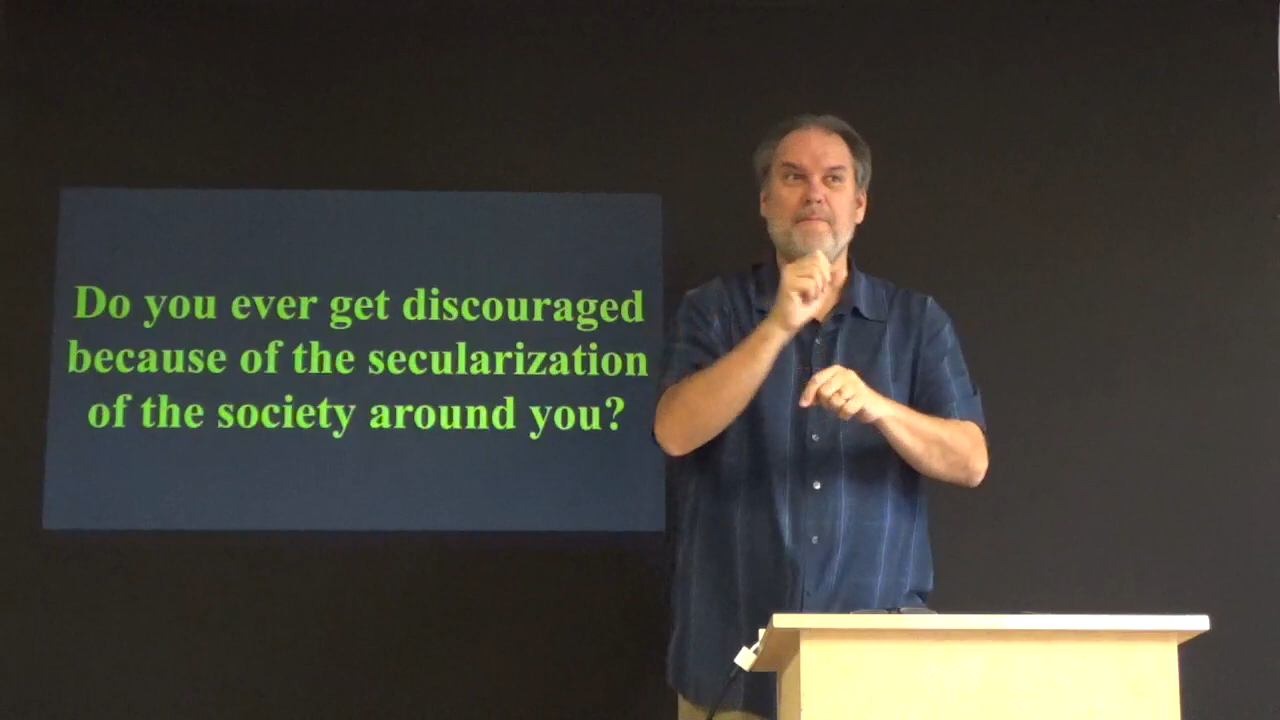 Do you ever get discouraged
because of the secularization
of the society around you?